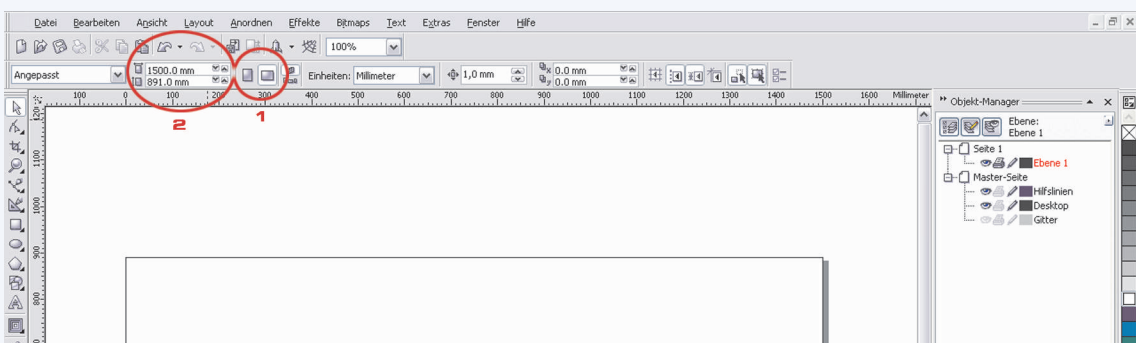 Datei Bearbeiten Ansicht Layout Anordnen Effekte Bitmaps Text Extras Fenster Hilfe
100%
Angepasst 1500.0 mm 891.0 mm Einheiten: Millimeter 1,0 mm x 0.0 mm y 0.0 mm
100 0 100 200 300 400 500 600 700 800 900 1000 1100 1200 1300 1400 1500 1600 Millimeter
2 1
Objekt-Manager
Ebene:
Ebene 1
Seite 1
Ebene 1
Master-Seite
Hilfslinien
Desktop
Gitter
1100
1000
900
800